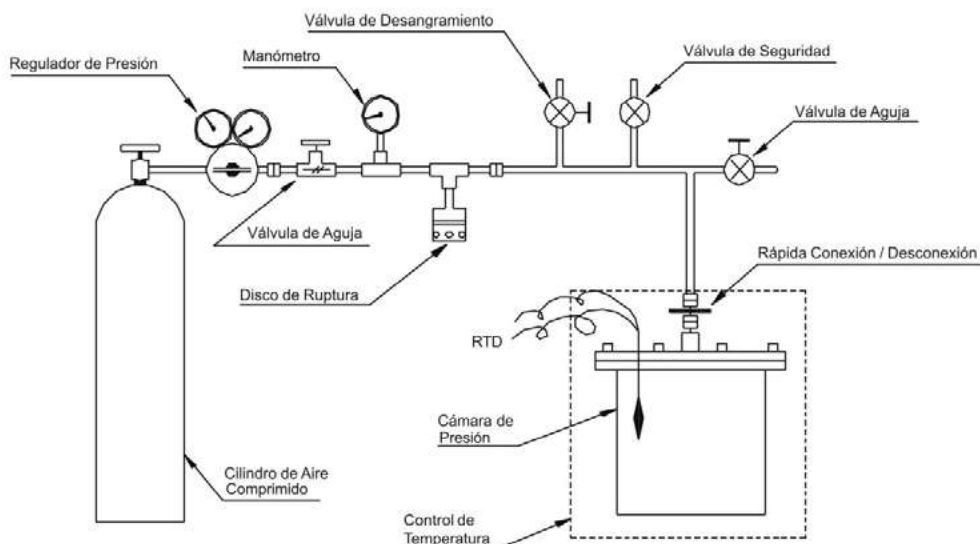 Válvula de Desangramiento
Válvula de Seguridad
Regulador de Presión
Manómetro
Válvula de Aguja
Válvula de Aguja
Rápida Conexión / Desconexión
Disco de Ruptura
RTD
Cámara de
Presión
Cilindro de Aire
Comprimido
Control de
Temperatura